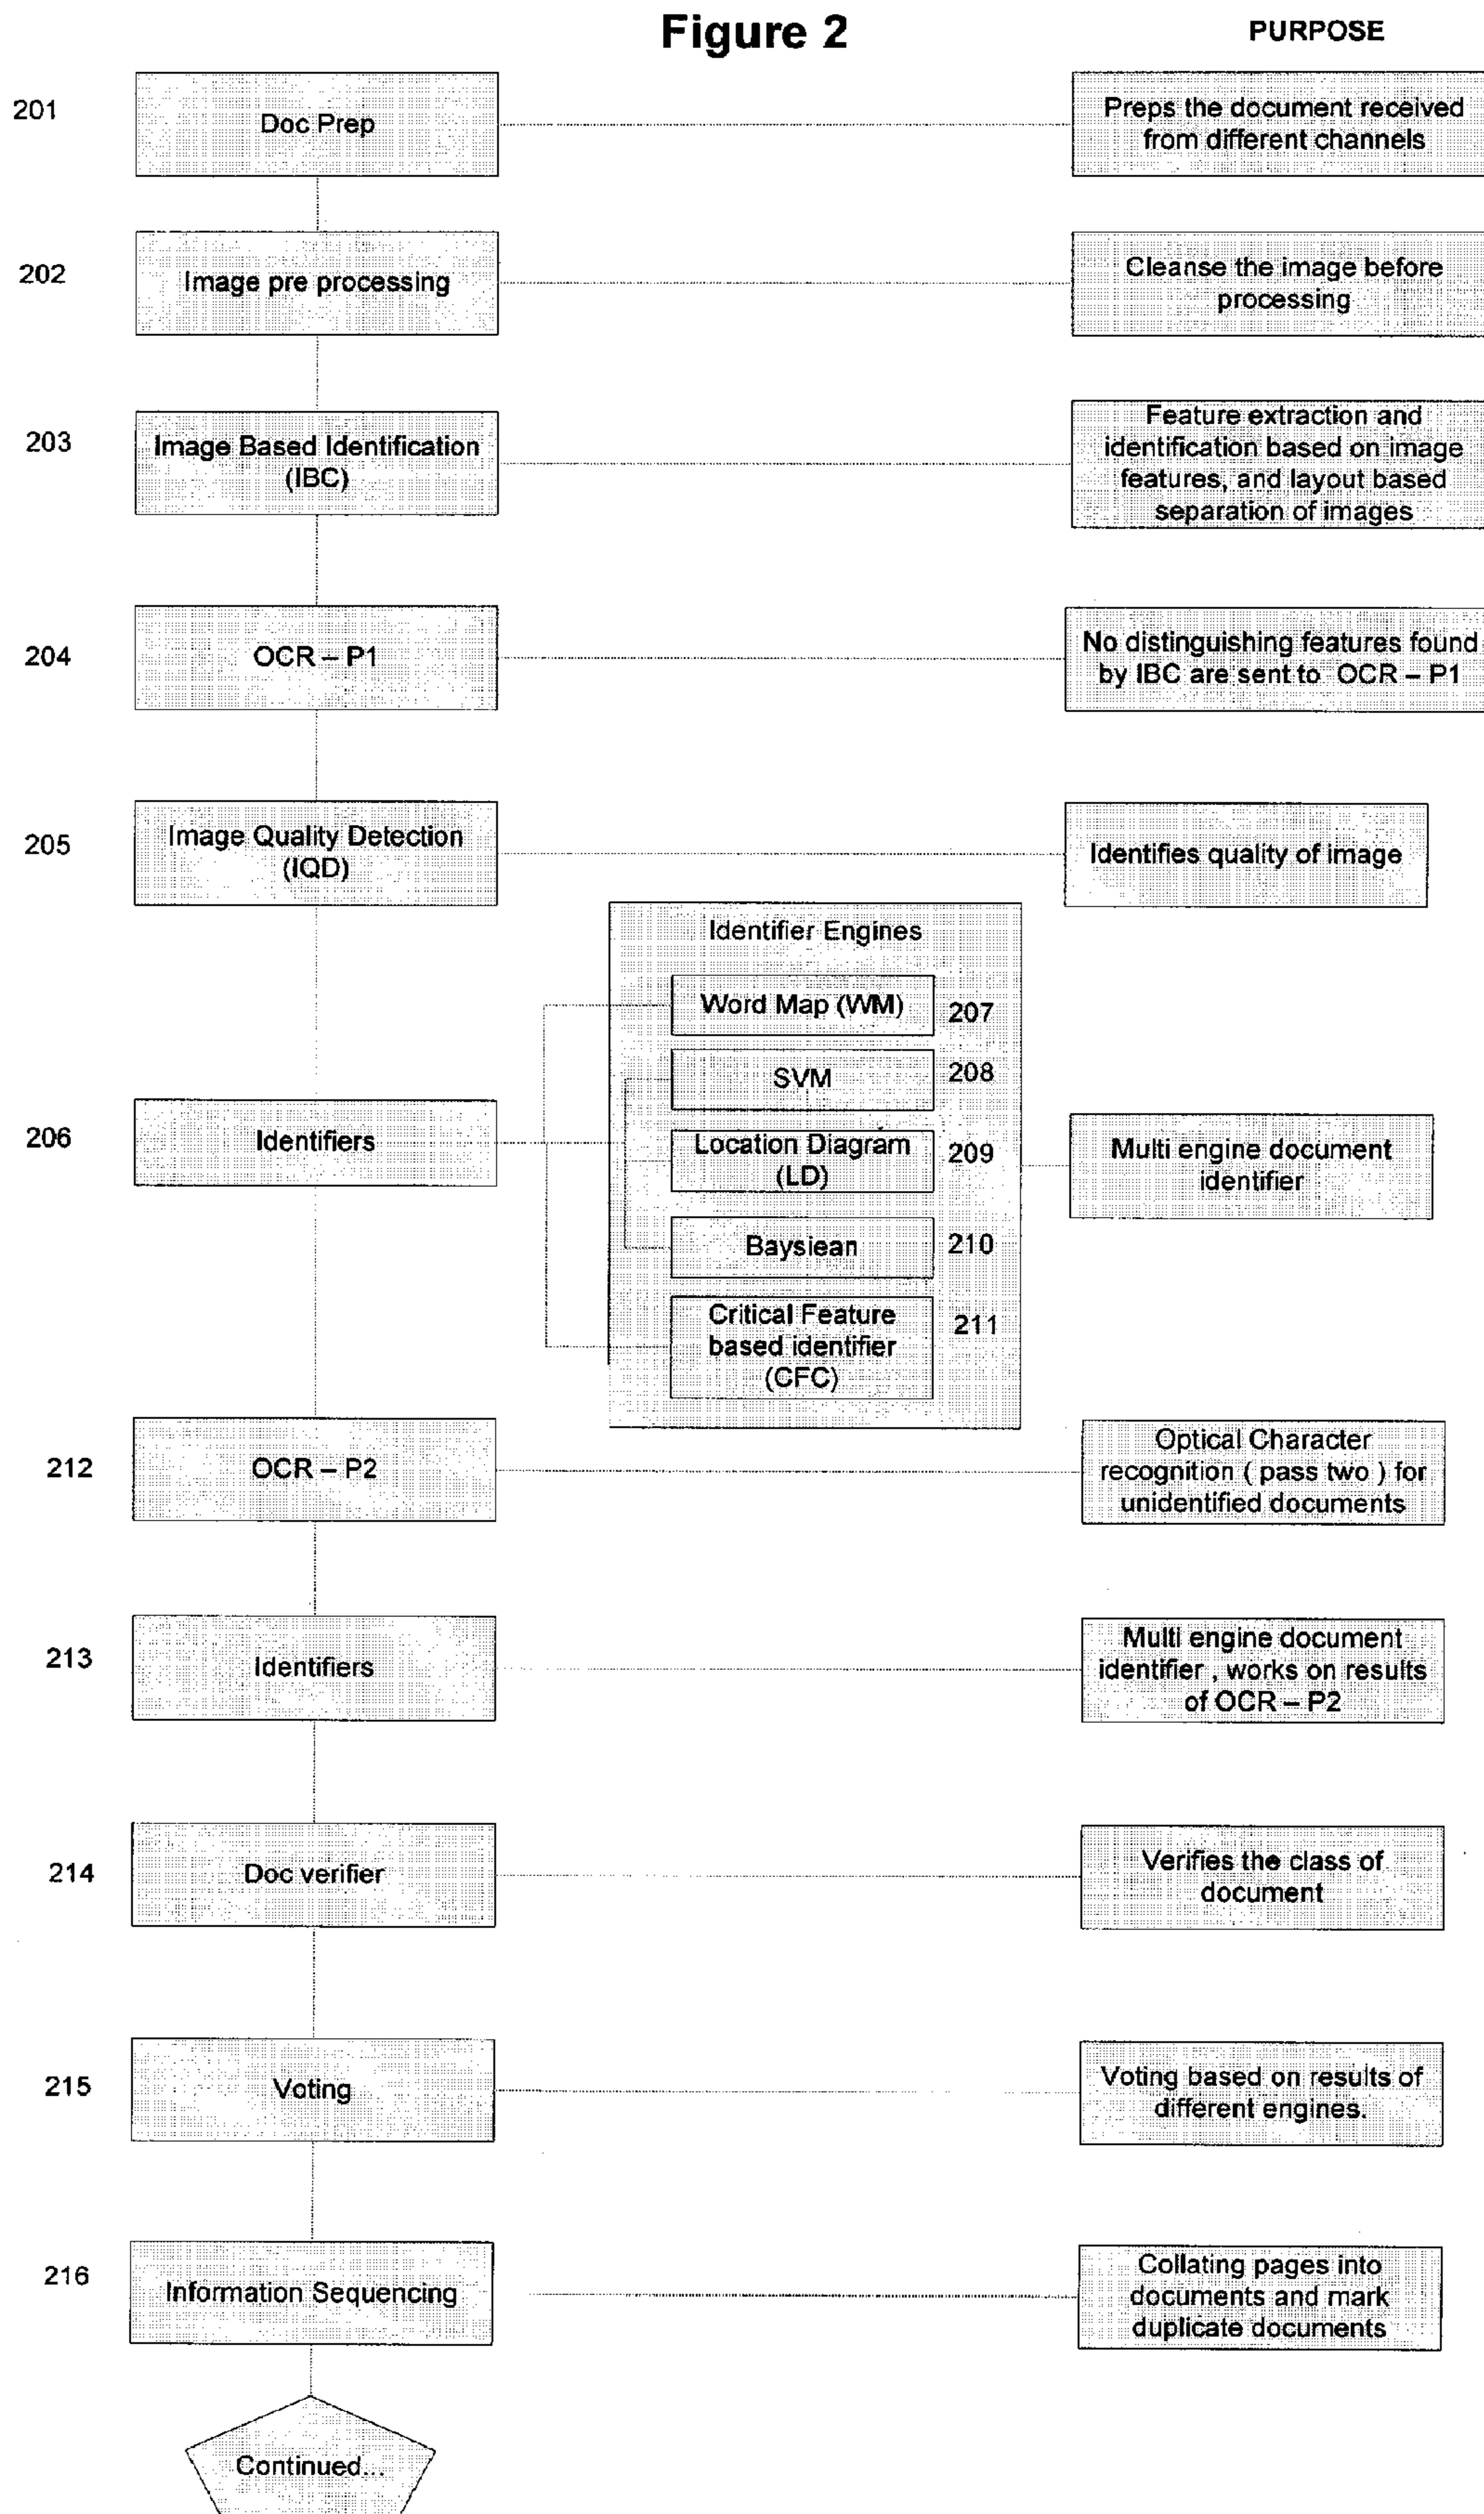 Figure 2
PURPOSE
201
Doc Prep
Preps the document received
from different channels
202
Image pre processing
Cleanse the image before
processing
203
Image Based Identification
(IBC)
Feature extraction and
identification based on image
features, and layout based
separation of images
204
OCR – P1
No distinguishing features found
by IBC are sent to OCR – P1
205
Image Quality Detection
(IQD)
Identifies quality of image
Identifier Engines
Word Map (WM)
207
SVM
208
206
Identifiers
Location Diagram
(LD)
209
Multi engine document
identifier
Baysiean
210
Critical Feature
based identifier
(CFC)
211
212
OCR – P2
Optical Character
recognition ( pass two ) for
unidentified documents
213
Identifiers
Multi engine document
identifier , works on results
of OCR – P2
214
Doc verifier
Verifies the class of
document
215
Voting
Voting based on results of
different engines.
216
Information Sequencing
Collating pages into
documents and mark
duplicate documents
Continued...